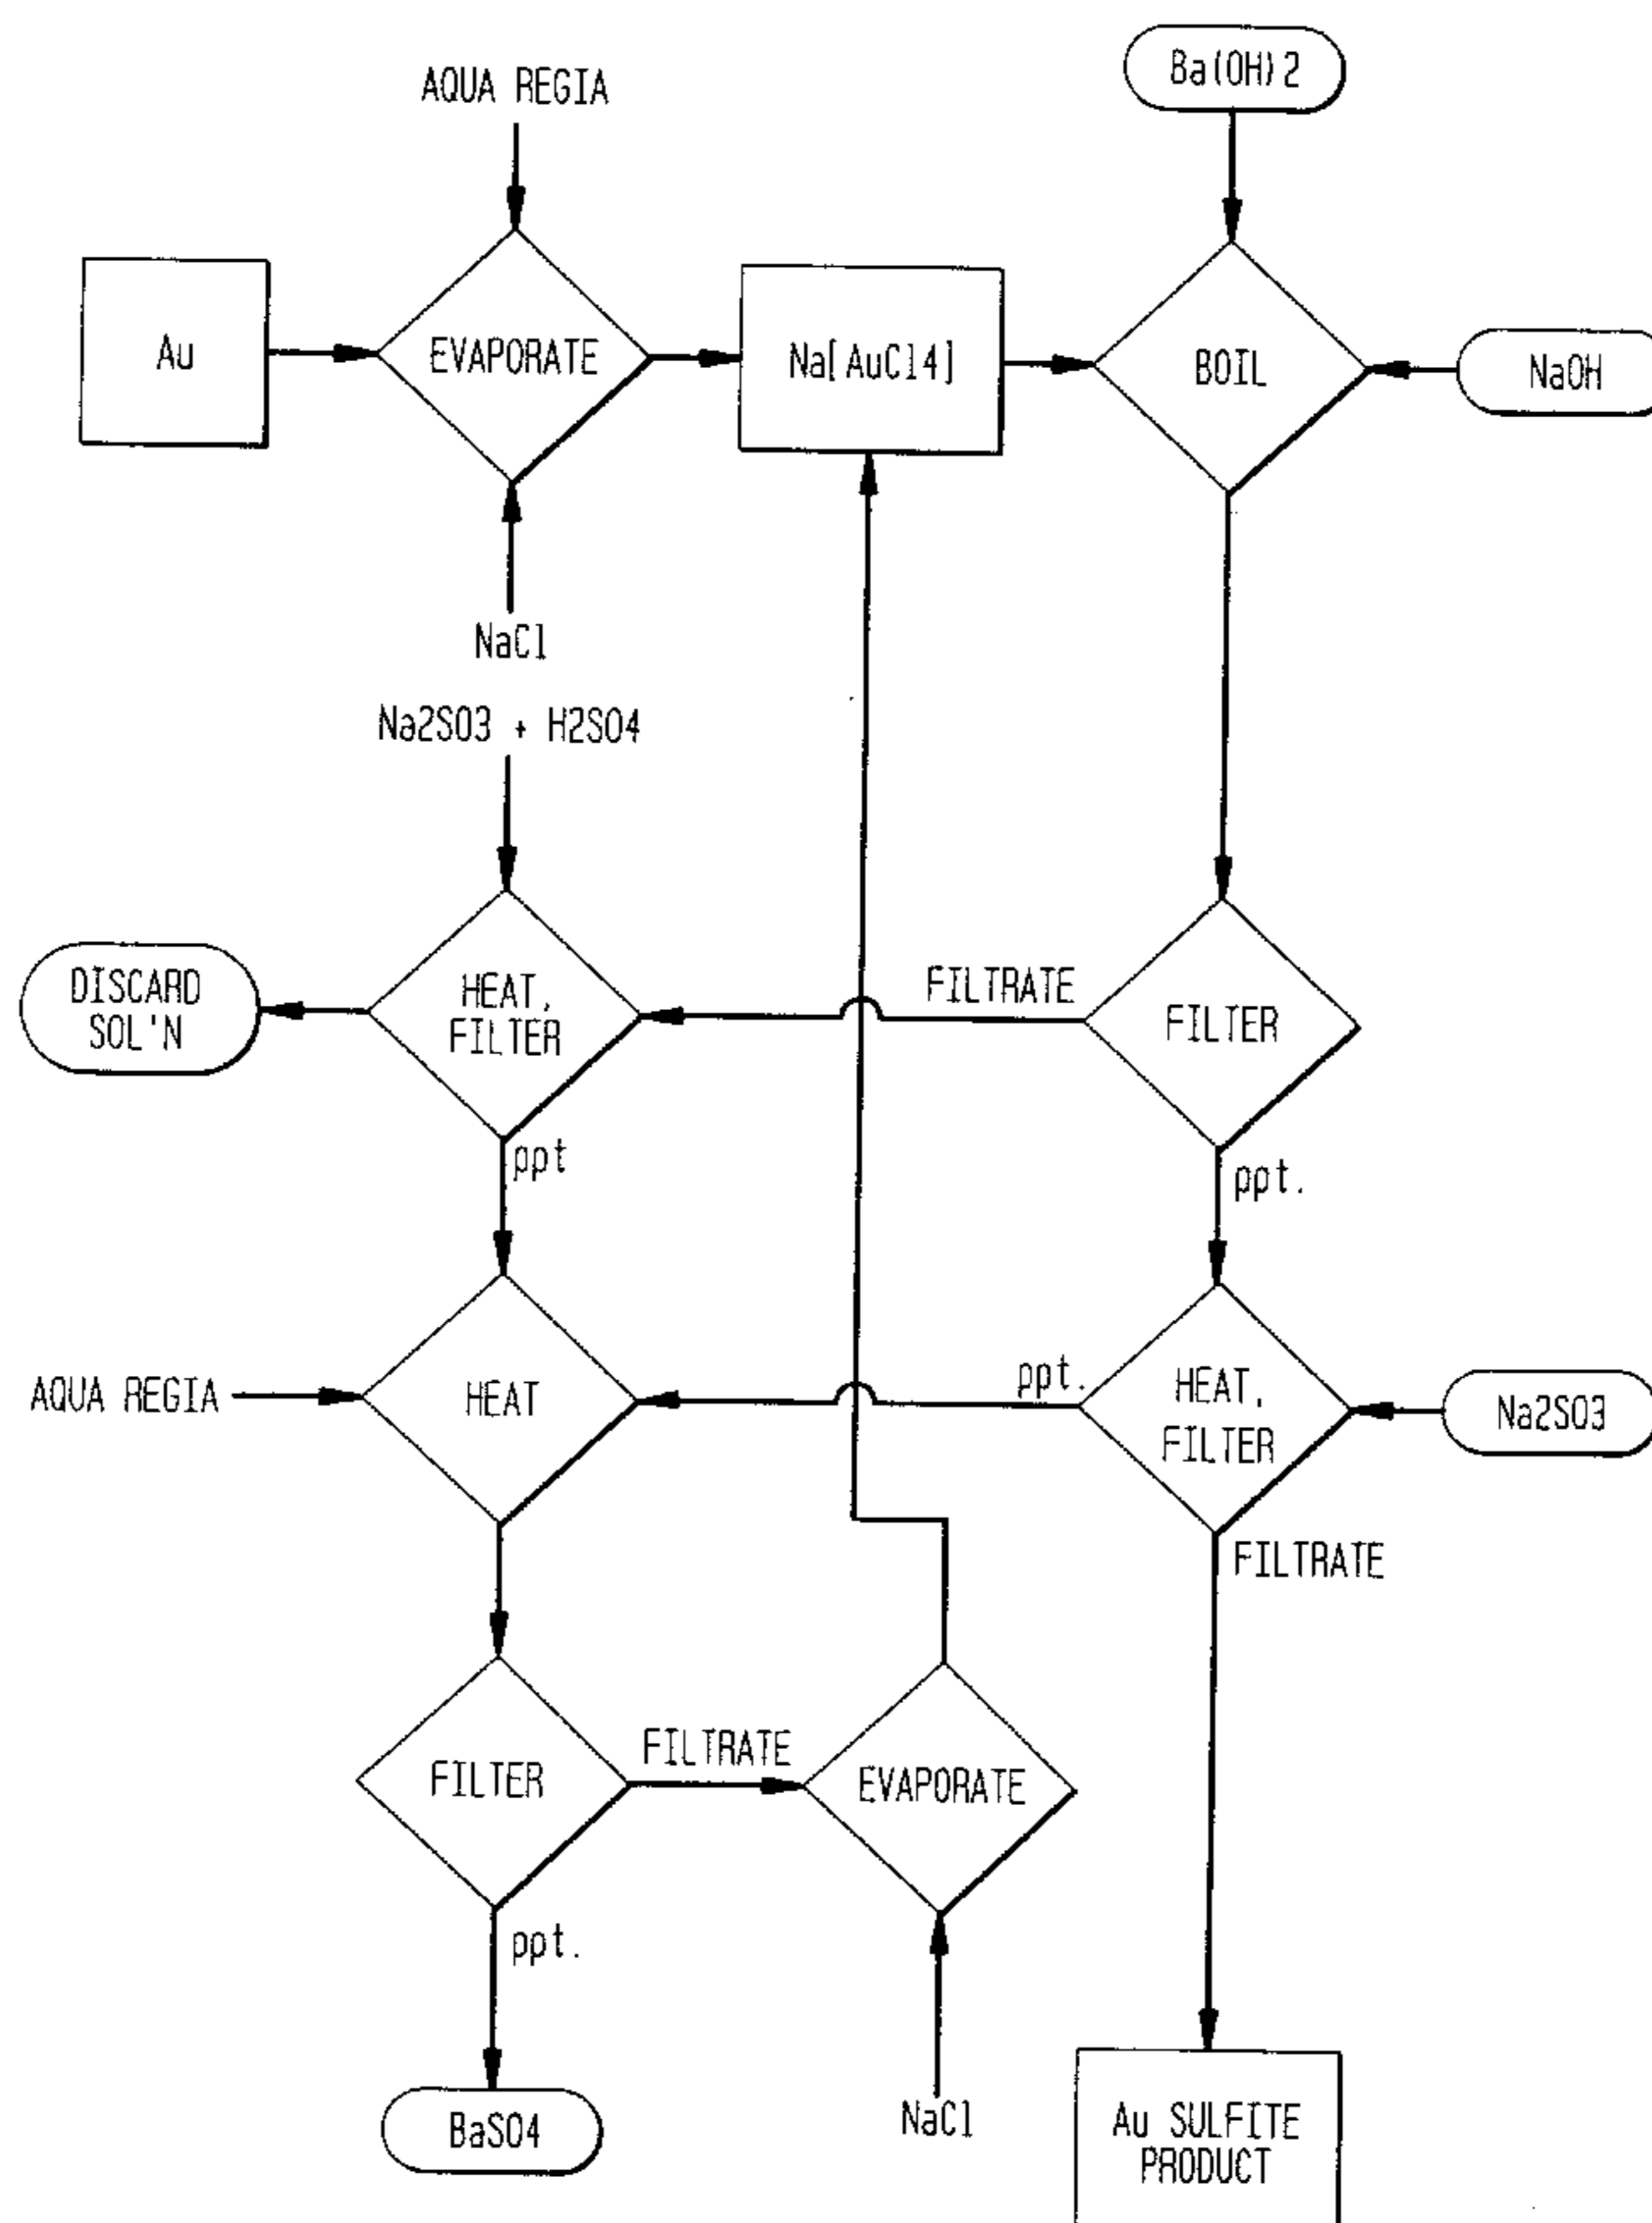 AQUA REGIA
Ba(OH)2
Au
EVAPORATE
Na[AuCl4]
BOIL
NaOH
NaCl
Na2SO3 + H2SO4
DISCARD
SOL'N
HEAT,
FILTER
FILTRATE
FILTER
ppt
ppt.
AQUA REGIA
HEAT
ppt.
HEAT,
FILTER
Na2SO3
FILTRATE
FILTER
FILTRATE
EVAPORATE
ppt.
BaSO4
NaCl
Au SULFITE
PRODUCT